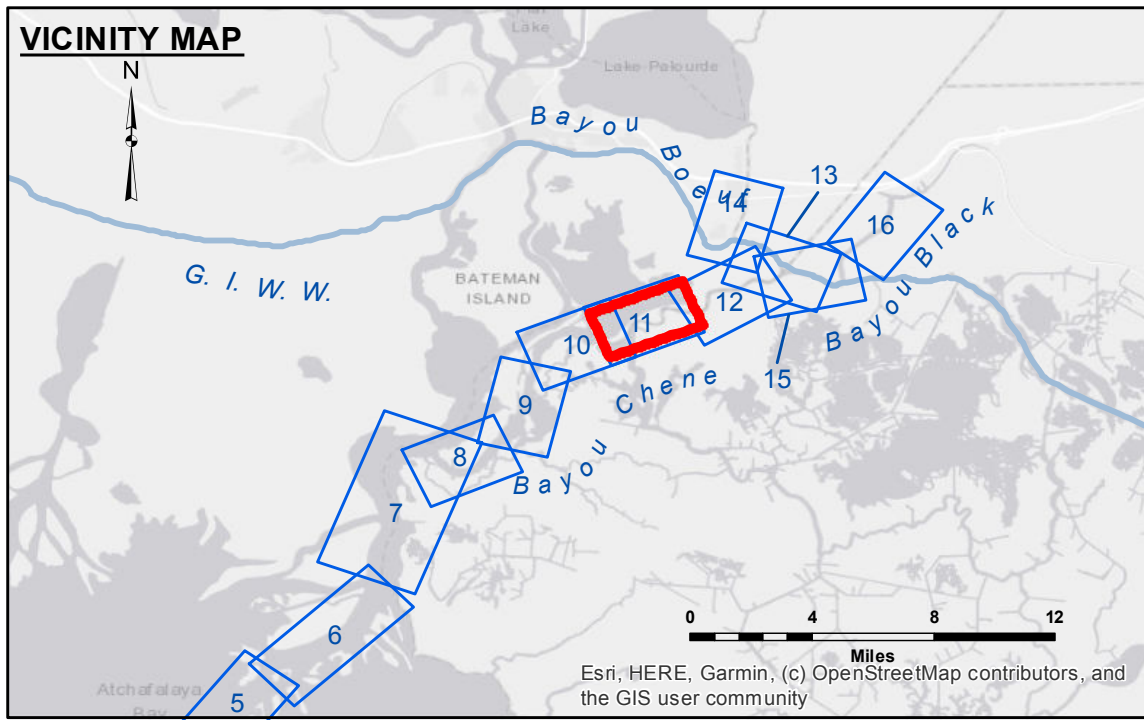 VICINITY MAP
N
Flat
Lake
Lake Palourde
Bayou
Boeuf
14
13
16
Bayou Black
G. I. W. W.
BATEMAN
ISLAND
12
11
10
15
Bayou Chene
9
8
7
6
5
Atchafalaya
Bay
0 4 8 12
Miles
Esri, HERE, Garmin, (c) OpenStreetMap contributors, and
the GIS user community